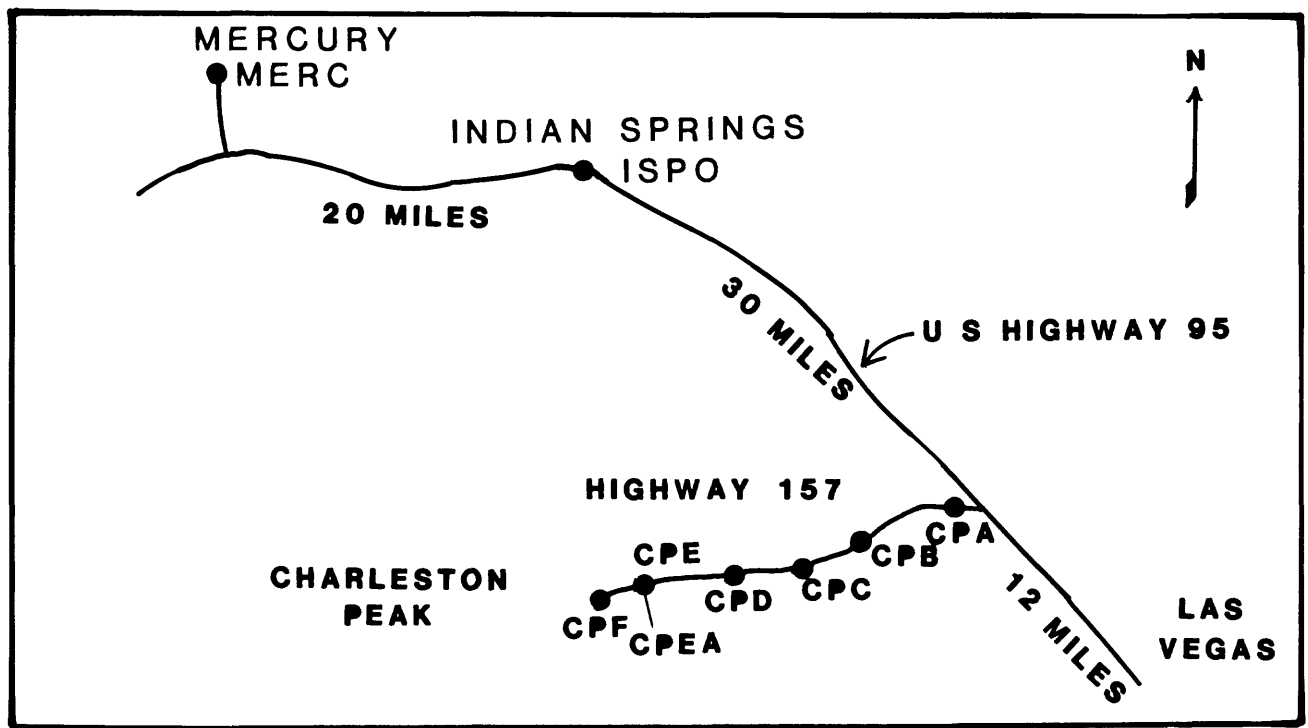 MERCURY
MERC
N
INDIAN SPRINGS
ISPO
20 MILES
30 MILES
U S HIGHWAY 95
HIGHWAY 157
CPA
CPB
CPE
CPC
CPD
CHARLESTON
PEAK
CPF
CPEA
12 MILES
LAS
VEGAS